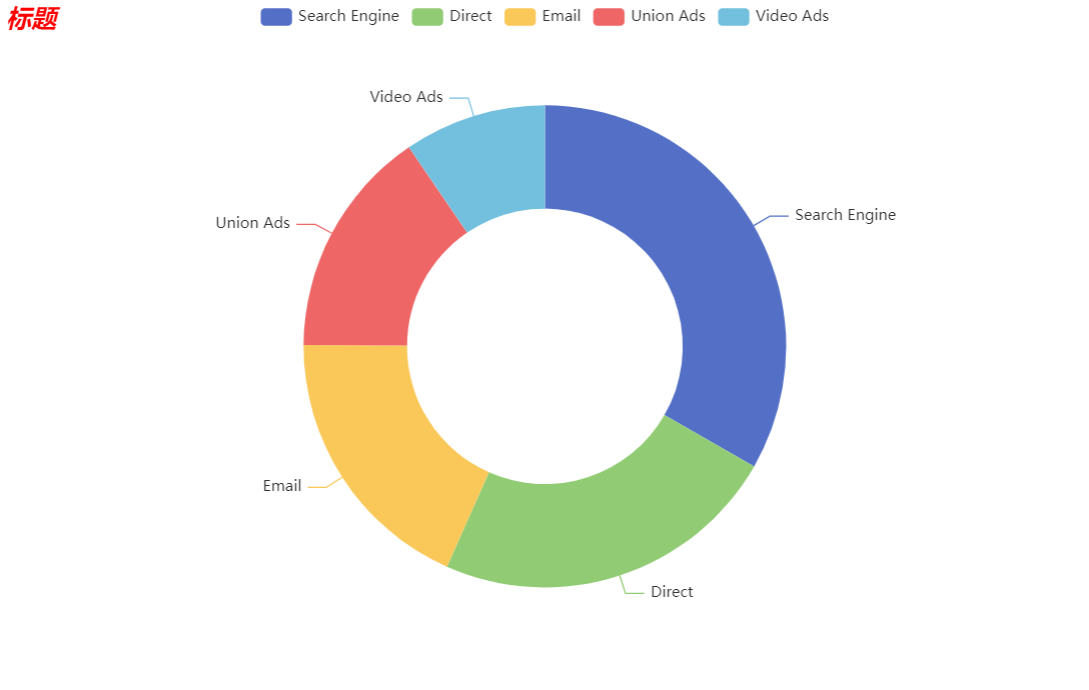 标题
Search Engine Direct Email Union Ads Video Ads
Video Ads
Search Engine
Union Ads
Email
Direct